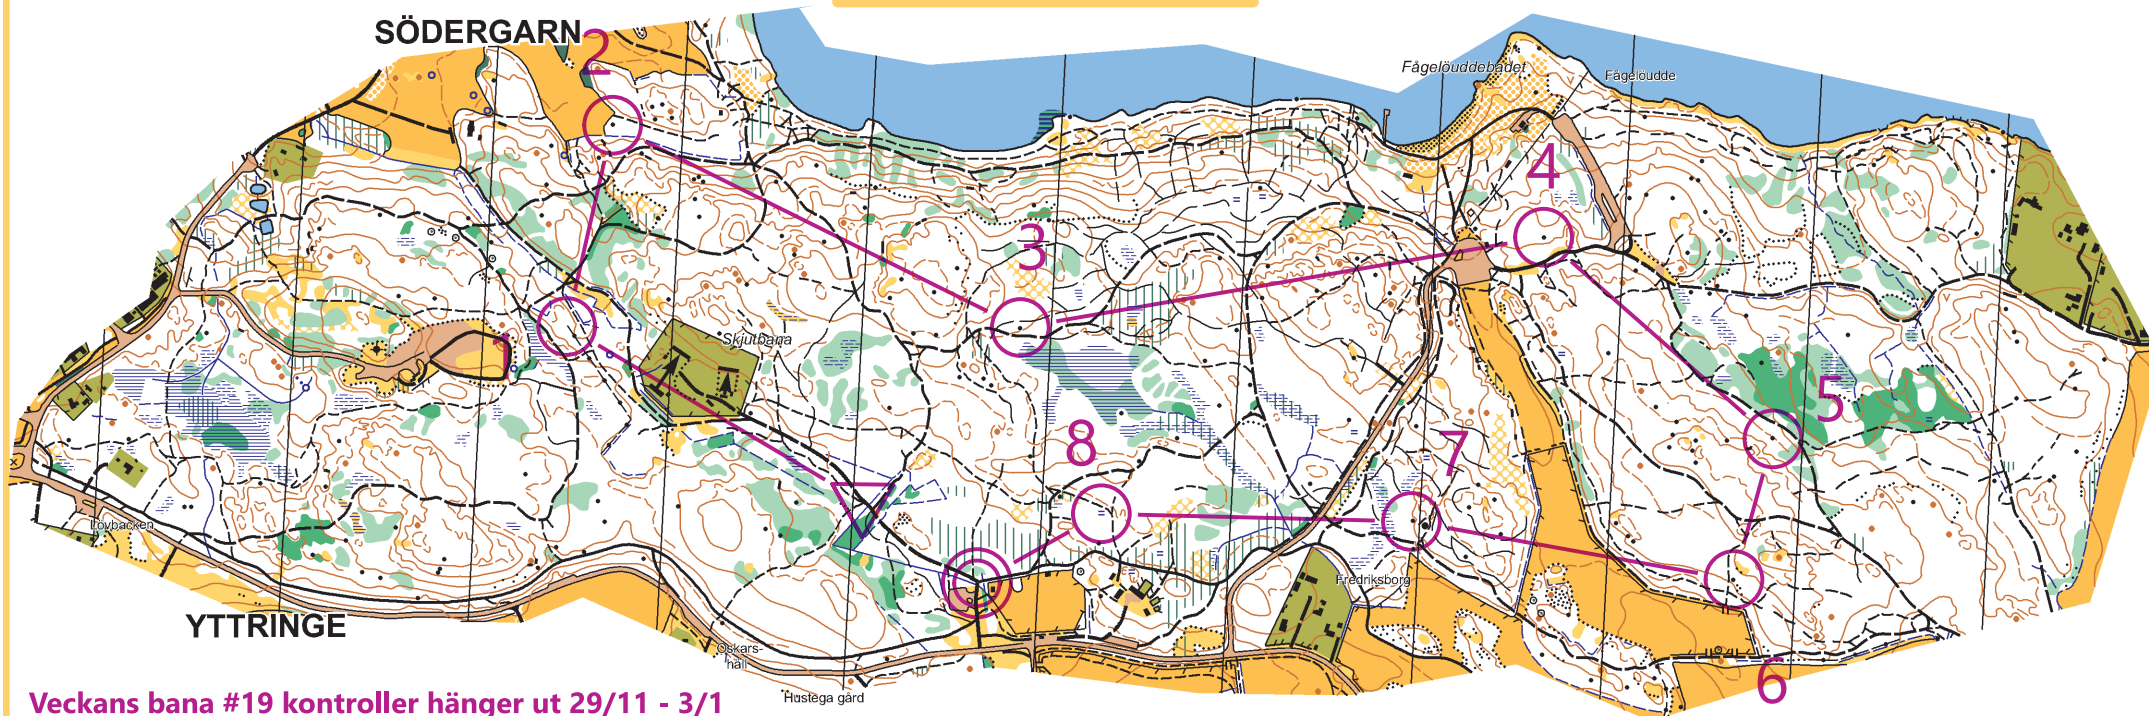 SÖDERGARN
2
Fågelöuddebadet
Fågelöudde
4
3
1
Skjutbana
5
8
7
Lövbacken
Fredriksborg
YTTRINGE
Oskars-
häll
6
Hustega gård
Veckans bana #19 kontroller hänger ut 29/11 - 3/1